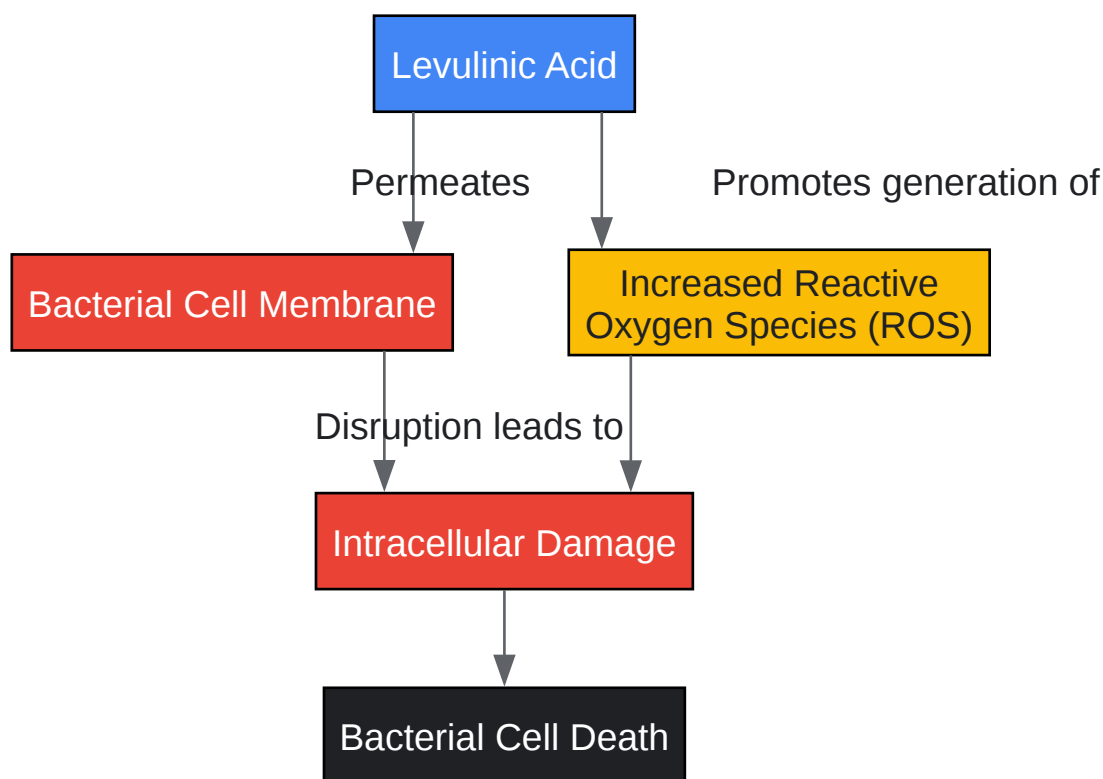 Levulinic Acid
Permeates
Promotes generation of
Bacterial Cell Membrane
Increased Reactive
Oxygen Species (ROS)
Disruption leads to
Intracellular Damage
Bacterial Cell Death